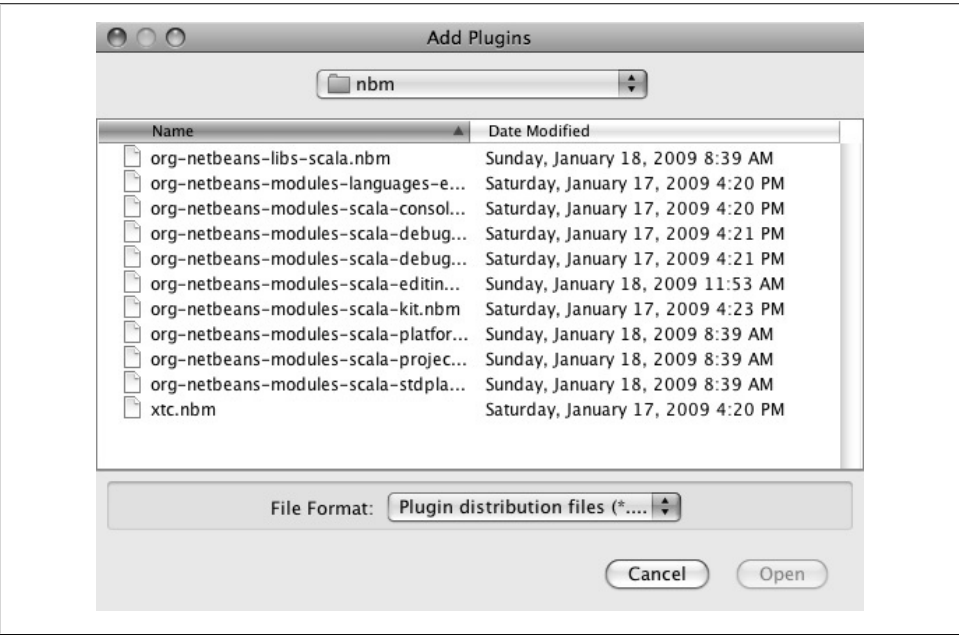 Add Plugins
nbm
Name Date Modified
org-netbeans-libs-scala.nbm Sunday, January 18, 2009 8:39 AM
org-netbeans-modules-languages-e... Saturday, January 17, 2009 4:20 PM
org-netbeans-modules-scala-consol... Saturday, January 17, 2009 4:20 PM
org-netbeans-modules-scala-debug... Saturday, January 17, 2009 4:21 PM
org-netbeans-modules-scala-debug... Saturday, January 17, 2009 4:21 PM
org-netbeans-modules-scala-editin... Sunday, January 18, 2009 11:53 AM
org-netbeans-modules-scala-kit.nbm Saturday, January 17, 2009 4:23 PM
org-netbeans-modules-scala-platfor... Sunday, January 18, 2009 8:39 AM
org-netbeans-modules-scala-projec... Sunday, January 18, 2009 8:39 AM
org-netbeans-modules-scala-stdpla... Sunday, January 18, 2009 8:39 AM
xtc.nbm Saturday, January 17, 2009 4:20 PM
File Format: Plugin distribution files (*....
Cancel Open